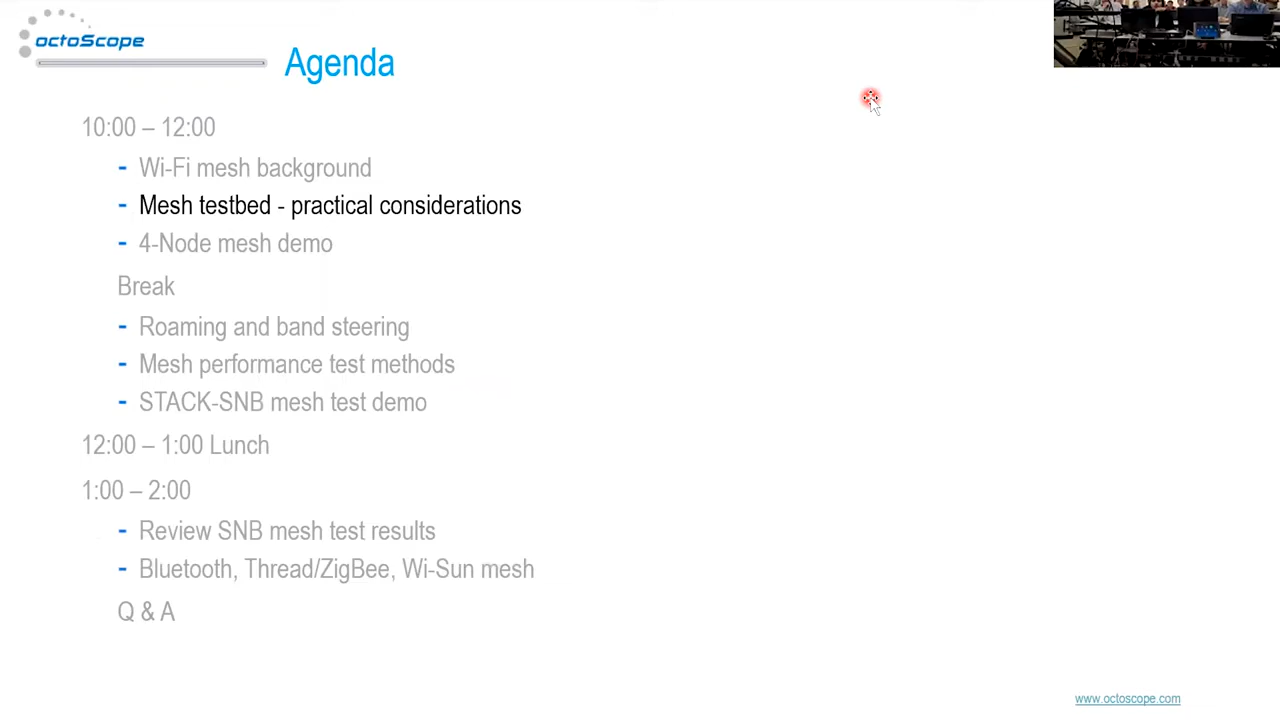 octoScope
Agenda
10:00 – 12:00
- Wi-Fi mesh background
- Mesh testbed - practical considerations
- 4-Node mesh demo
Break
- Roaming and band steering
- Mesh performance test methods
- STACK-SNB mesh test demo
12:00 – 1:00 Lunch
1:00 – 2:00
- Review SNB mesh test results
- Bluetooth, Thread/ZigBee, Wi-Sun mesh
Q & A
www.octoscope.com